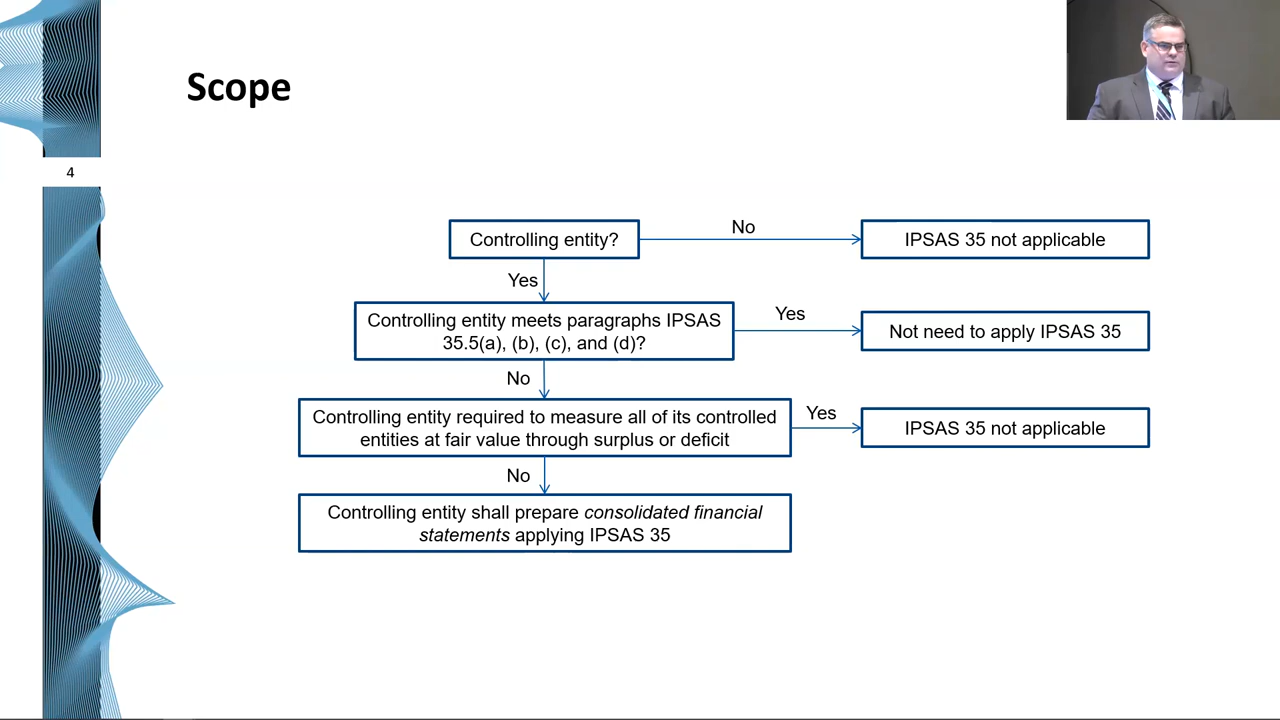 Scope
4
Controlling entity?
No
IPSAS 35 not applicable
Yes
Controlling entity meets paragraphs IPSAS
35.5(a), (b), (c), and (d)?
Yes
Not need to apply IPSAS 35
No
Controlling entity required to measure all of its controlled
entities at fair value through surplus or deficit
Yes
IPSAS 35 not applicable
No
Controlling entity shall prepare consolidated financial
statements applying IPSAS 35